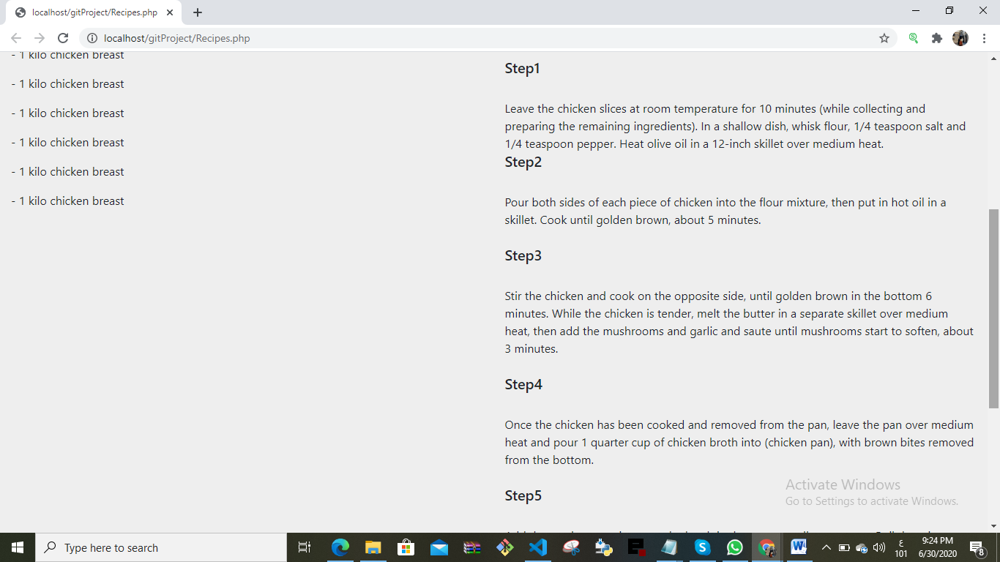 localhost/gitProject/Recipes.php
localhost/gitProject/Recipes.php
- 1 kilo chicken breast
- 1 kilo chicken breast
- 1 kilo chicken breast
- 1 kilo chicken breast
- 1 kilo chicken breast
- 1 kilo chicken breast
Step1
Leave the chicken slices at room temperature for 10 minutes (while collecting and
preparing the remaining ingredients). In a shallow dish, whisk flour, 1/4 teaspoon salt and
1/4 teaspoon pepper. Heat olive oil in a 12-inch skillet over medium heat.
Step2
Pour both sides of each piece of chicken into the flour mixture, then put in hot oil in a
skillet. Cook until golden brown, about 5 minutes.
Step3
Stir the chicken and cook on the opposite side, until golden brown in the bottom 6
minutes. While the chicken is tender, melt the butter in a separate skillet over medium
heat, then add the mushrooms and garlic and saute until mushrooms start to soften, about
3 minutes.
Step4
Once the chicken has been cooked and removed from the pan, leave the pan over medium
heat and pour 1 quarter cup of chicken broth into (chicken pan), with brown bites removed
from the bottom.
Step5
Activate Windows
Go to Settings to activate Windows.
Type here to search
ع
101
9:24 PM
6/30/2020
8